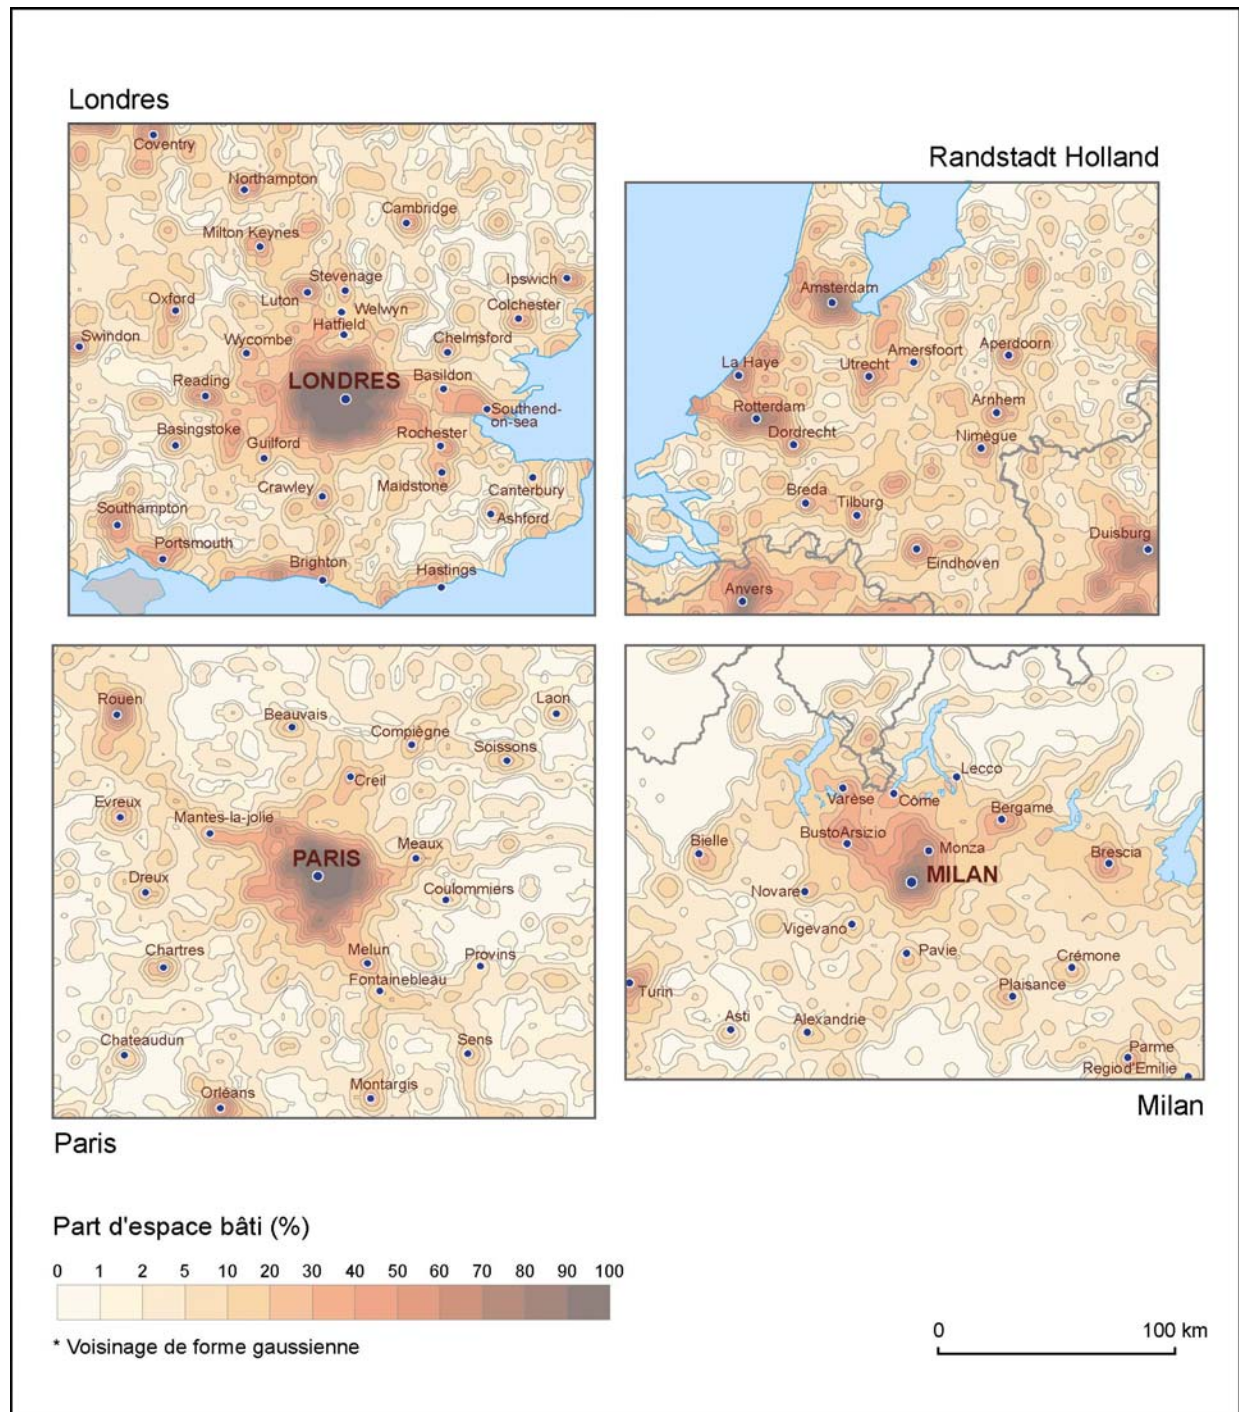 Londres
Coventry
Northampton
Cambridge
Milton Keynes
Stevenage
Ipswich
Luton
Oxford
Welwyn
Colchester
Hatfield
Swindon
Wycombe
Chelmsford
LONDRES
Basildon
Reading
Southend-
on-sea
Basingstoke
Rochester
Guilford
Crawley
Maidstone
Canterbury
Southampton
Ashford
Portsmouth
Brighton
Hastings
Randstadt Holland
Amsterdam
La Haye
Utrecht
Amersfoort
Aperdoorn
Rotterdam
Arnhem
Dordrecht
Nimègue
Breda
Tilburg
Duisburg
Eindhoven
Anvers
Rouen
Beauvais
Laon
Compiègne
Soissons
Creil
Evreux
Mantes-la-jolie
PARIS
Meaux
Dreux
Coulommiers
Chartres
Melun
Provins
Fontainebleau
Chateaudun
Sens
Montargis
Orléans
Paris
Lecco
Varèse
Côme
Bergame
BustoArsizio
Bielle
Monza
Brescia
MILAN
Novare
Vigevano
Pavie
Crémone
Turin
Plaisance
Asti
Alexandrie
Parme
Regiod'Emilie
Milan
Part d'espace bâti (%)
0 1 2 5 10 20 30 40 50 60 70 80 90 100
* Voisinage de forme gaussienne
0 100 km